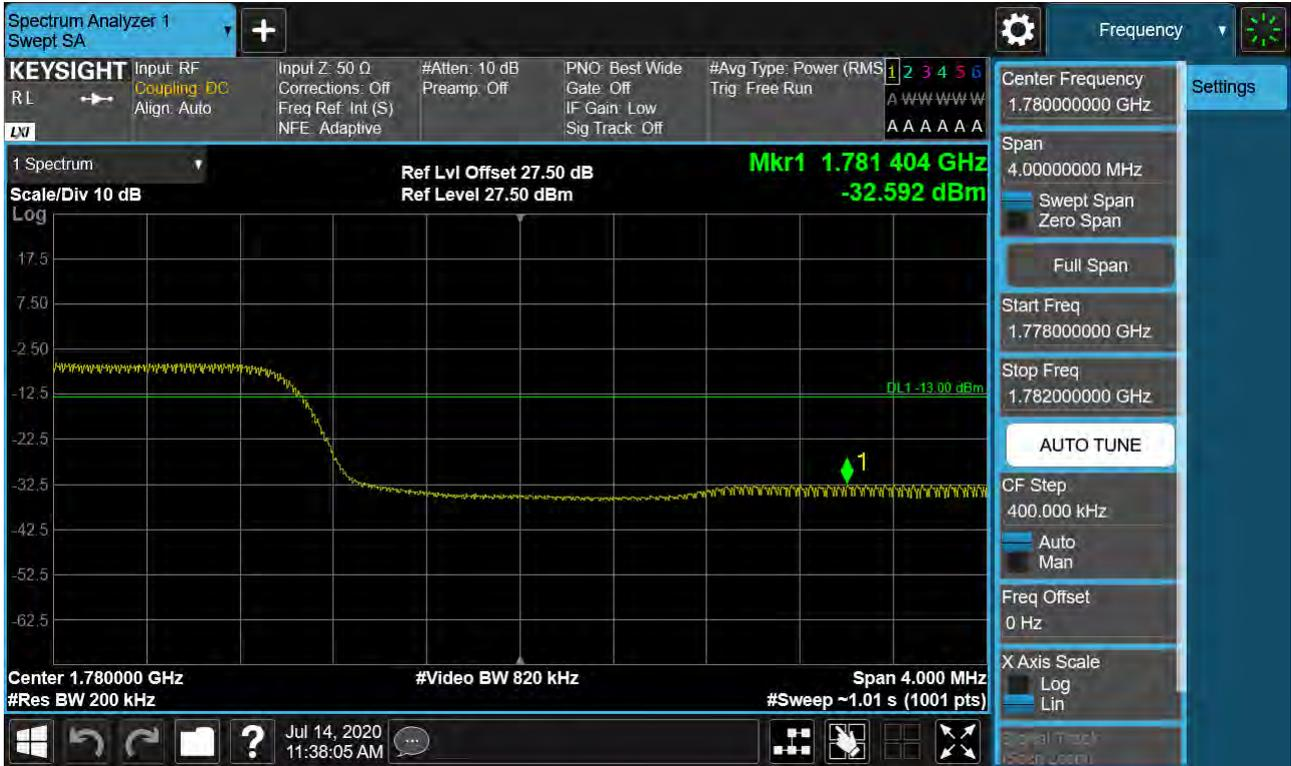 Spectrum Analyzer 1
Swept SA
Frequency
KEYSIGHT
RL
LXI
Input: RF
Coupling: DC
Align: Auto
Input Z: 50 Ω
Corrections: Off
Freq Ref: Int (S)
NFE: Adaptive
#Atten: 10 dB
Preamp: Off
PNO: Best Wide
Gate: Off
IF Gain: Low
Sig Track: Off
#Avg Type: Power (RMS
Trig: Free Run
1 2 3 4 5 6
A W W W W W
A A A A A A
1 Spectrum
Scale/Div 10 dB
Ref Lvl Offset 27.50 dB
Ref Level 27.50 dBm
Mkr1 1.781 404 GHz
-32.592 dBm
Log
17.5
7.50
-2.50
-12.5
-22.5
-32.5
-42.5
-52.5
-62.5
DL1 -13.00 dBm
1
Center 1.780000 GHz
#Video BW 820 kHz
Span 4.000 MHz
#Res BW 200 kHz
#Sweep ~1.01 s (1001 pts)
Jul 14, 2020
11:38:05 AM
Center Frequency
1.780000000 GHz
Settings
Span
4.00000000 MHz
Swept Span
Zero Span
Full Span
Start Freq
1.778000000 GHz
Stop Freq
1.782000000 GHz
AUTO TUNE
CF Step
400.000 kHz
Auto
Man
Freq Offset
0 Hz
X Axis Scale
Log
Lin
Signal Track